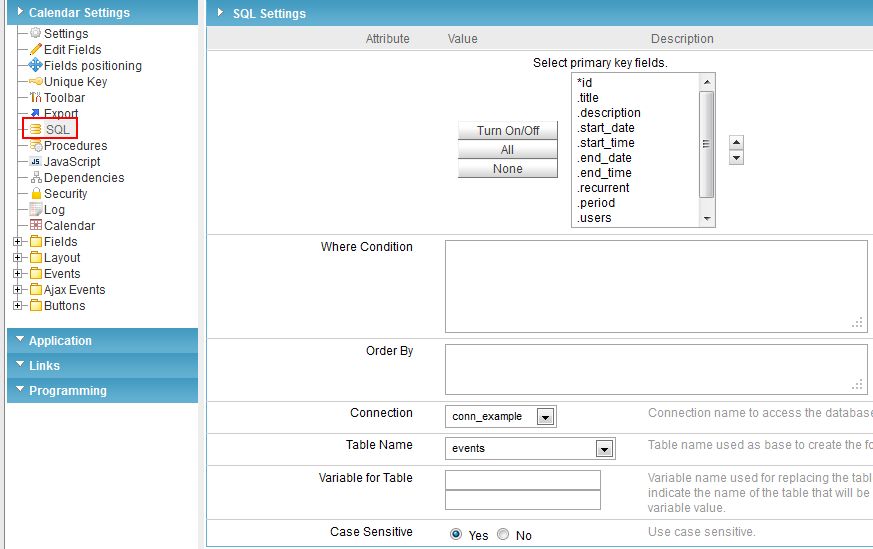 Calendar Settings
Settings
Edit Fields
Fields positioning
Unique Key
Toolbar
Export
SQL
Procedures
JS JavaScript
Dependencies
Security
Log
Calendar
Fields
Layout
Events
Ajax Events
Buttons
Application
Links
Programming
SQL Settings
Attribute Value Description
Select primary key fields.
Turn On/Off
All
None
*id
.title
.description
.start_date
.start_time
.end_date
.end_time
.recurrent
.period
.users
Where Condition
Order By
Connection conn_example Connection name to access the database
Table Name events Table name used as base to create the fo
Variable for Table Variable name used for replacing the tabl
indicate the name of the table that will be
variable value.
Case Sensitive Yes No Use case sensitive.